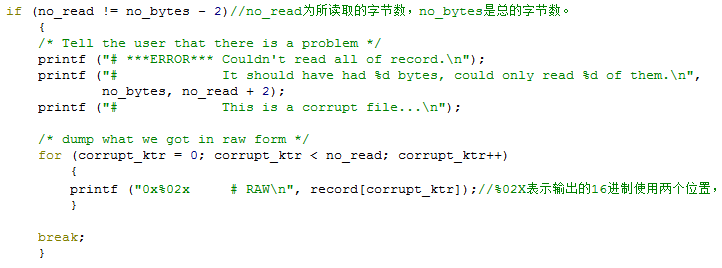 if (no_read != no_bytes - 2)//no_read为所读取的字节数，no_bytes是总的字节数。
{
/* Tell the user that there is a problem */
printf ("# ***ERROR*** Couldn't read all of record.\n");
printf ("#             It should have had %d bytes, could only read %d of them.\n",
no_bytes, no_read + 2);
printf ("#             This is a corrupt file...\n");
/* dump what we got in raw form */
for (corrupt_ktr = 0; corrupt_ktr < no_read; corrupt_ktr++)
{
printf ("0x%02x     # RAW\n", record[corrupt_ktr]);//%02X表示输出的16进制使用两个位置，
}
break;
}